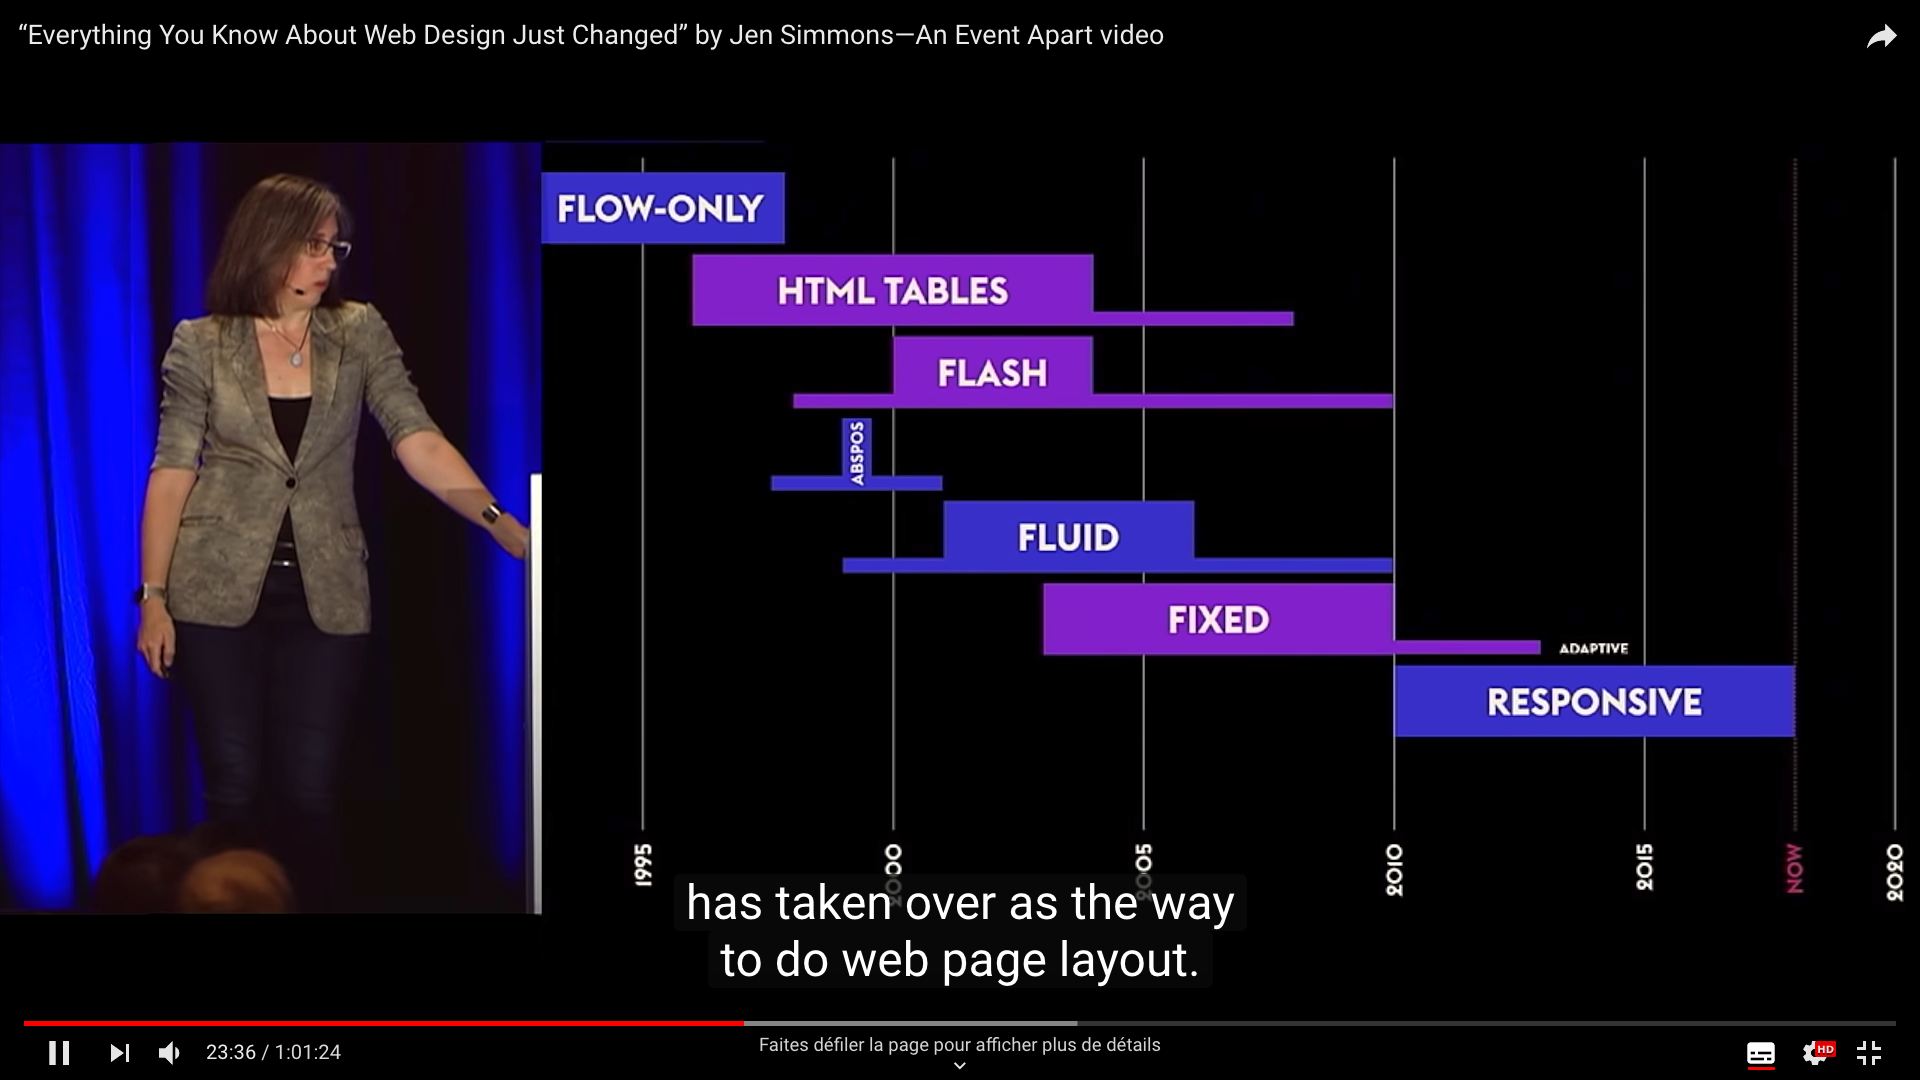 “Everything You Know About Web Design Just Changed” by Jen Simmons—An Event Apart video
FLOW-ONLY
HTML TABLES
FLASH
ABSPOS
FLUID
FIXED
ADAPTIVE
RESPONSIVE
1995
2000
2005
2010
2015
NOW
2020
has taken over as the way
to do web page layout.
23:36 / 1:01:24
Faites défiler la page pour afficher plus de détails
HD